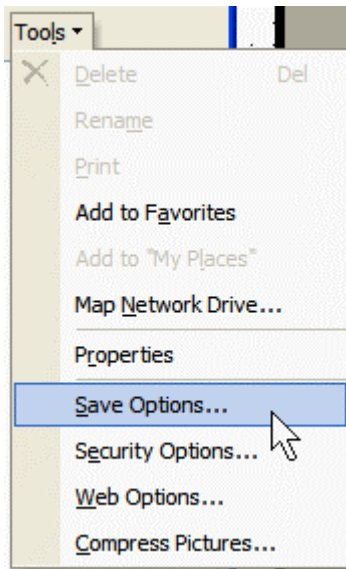 Tools
Delete Del
Rename
Print
Add to Favorites
Add to "My Places"
Map Network Drive...
Properties
Save Options...
Security Options...
Web Options...
Compress Pictures...